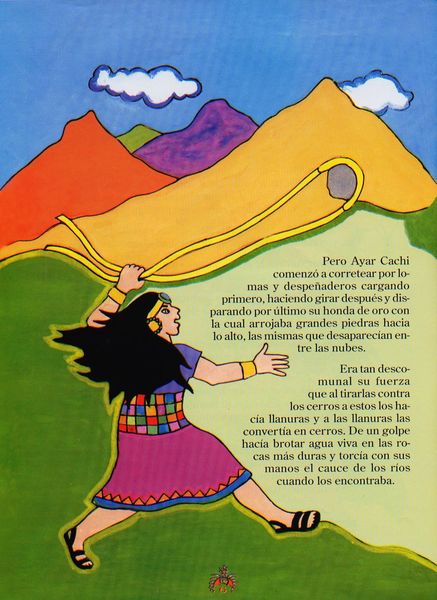 Pero Ayar Cachi
comenzó a corretear por lo-
mas y despeñaderos cargando
primero, haciendo girar después y dis-
parando por último su honda de oro con
la cual arrojaba grandes piedras hacia
lo alto, las mismas que desaparecían en-
tre las nubes.
Era tan desco-
munal su fuerza
que al tirarlas contra
los cerros a estos los ha-
cía llanuras y a las llanuras las
convertía en cerros. De un golpe
hacía brotar agua viva en las ro-
cas más duras y torcía con sus
manos el cauce de los ríos
cuando los encontraba.